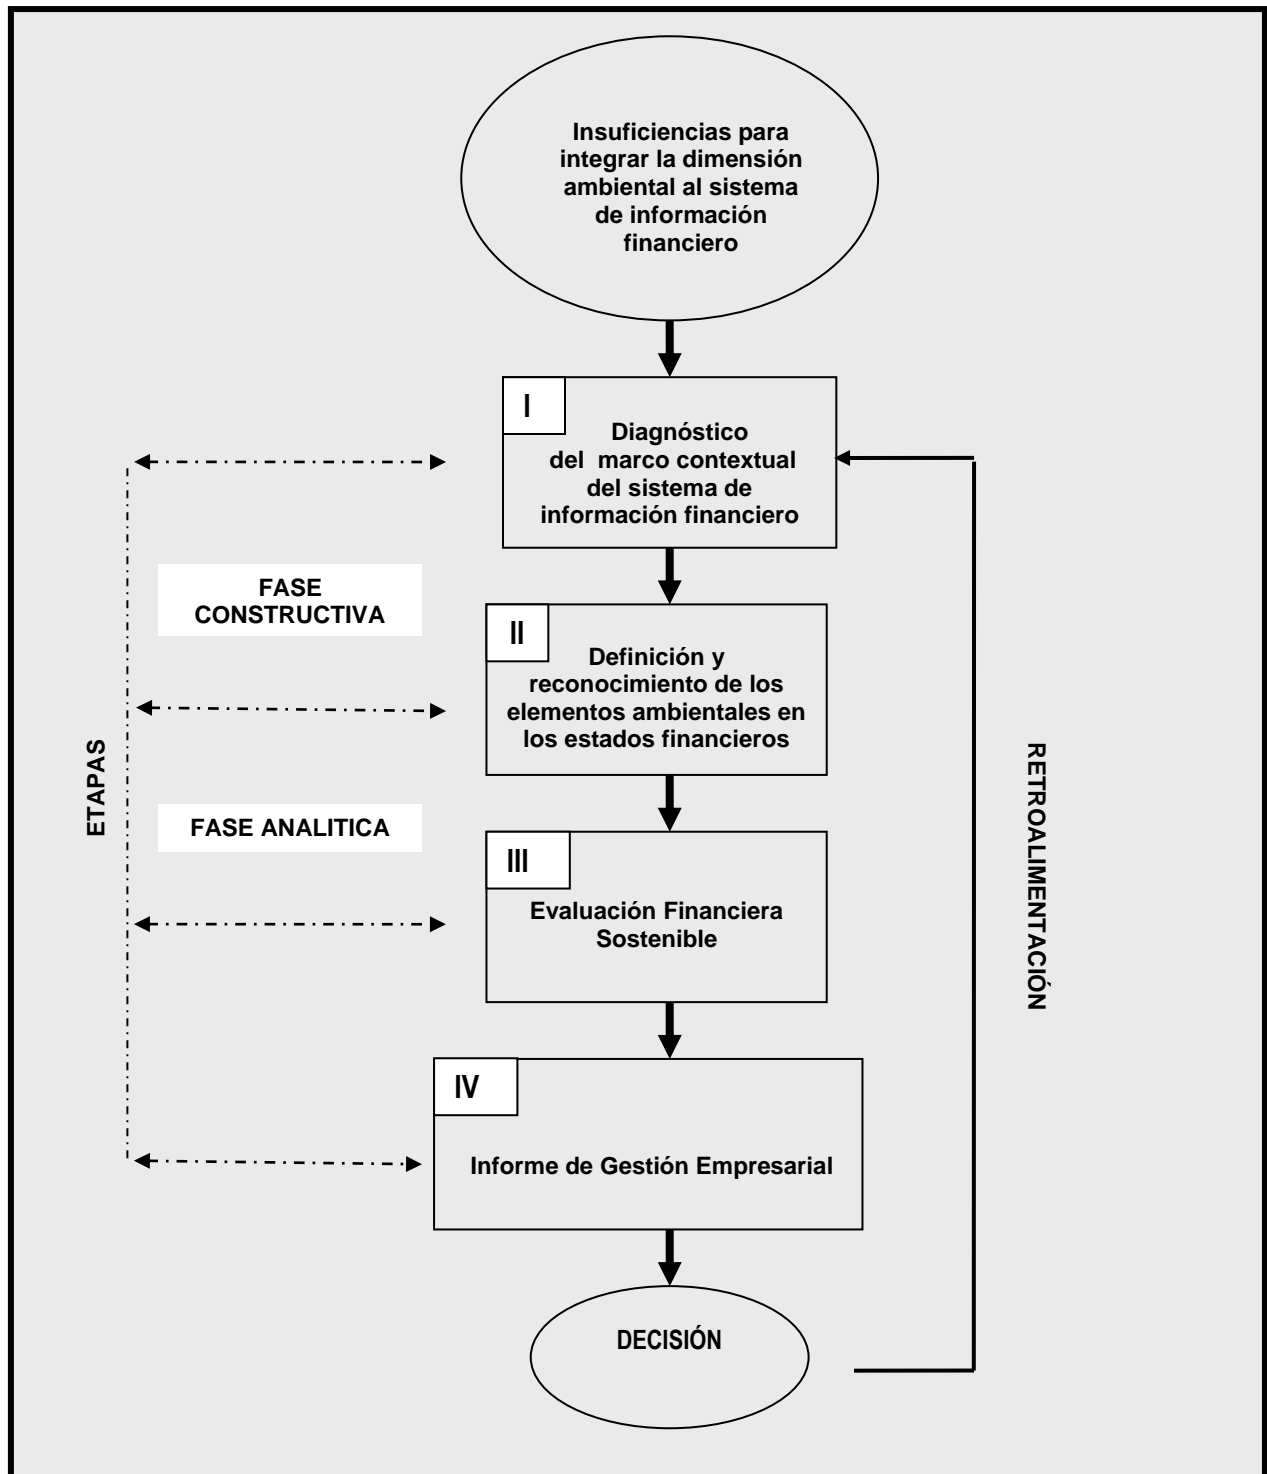 Insuficiencias para
integrar la dimensión
ambiental al sistema
de información
financiero
I
Diagnóstico
del marco contextual
del sistema de
información financiero
FASE
CONSTRUCTIVA
II
Definición y
reconocimiento de los
elementos ambientales en
los estados financieros
ETAPAS
FASE ANALITICA
III
Evaluación Financiera
Sostenible
RETROALIMENTACIÓN
IV
Informe de Gestión Empresarial
DECISIÓN